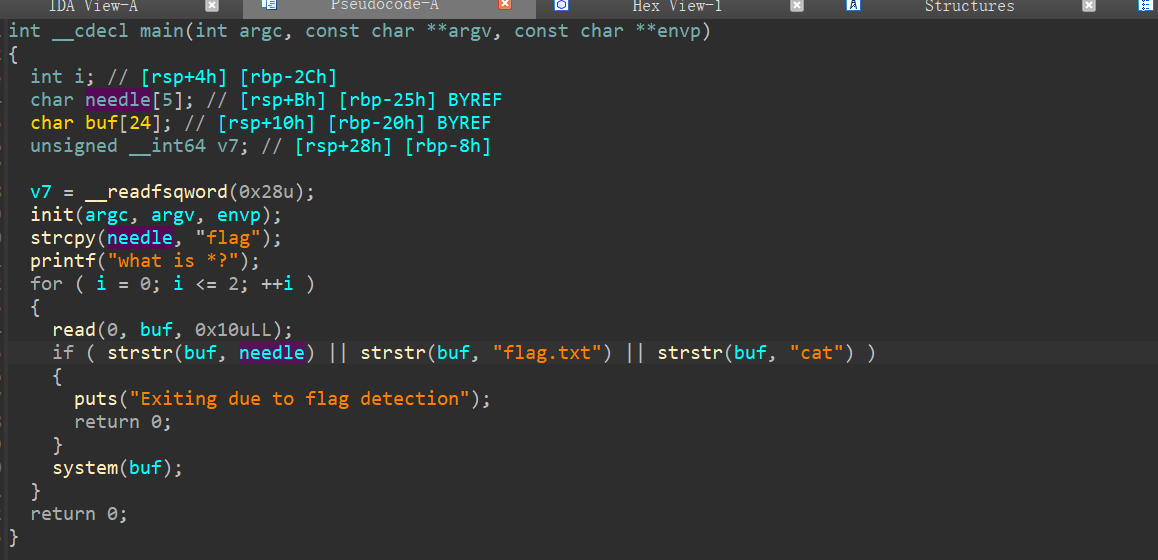 IDA View-A Pseudocode-A Hex View-1 Structures
int __cdecl main(int argc, const char **argv, const char **envp)
{
  int i; // [rsp+4h] [rbp-2Ch]
  char needle[5]; // [rsp+Bh] [rbp-25h] BYREF
  char buf[24]; // [rsp+10h] [rbp-20h] BYREF
  unsigned __int64 v7; // [rsp+28h] [rbp-8h]

  v7 = __readfsqword(0x28u);
  init(argc, argv, envp);
  strcpy(needle, "flag");
  printf("what is *?");
  for ( i = 0; i <= 2; ++i )
  {
    read(0, buf, 0x10uLL);
    if ( strstr(buf, needle) || strstr(buf, "flag.txt") || strstr(buf, "cat") )
    {
      puts("Exiting due to flag detection");
      return 0;
    }
    system(buf);
  }
  return 0;
}